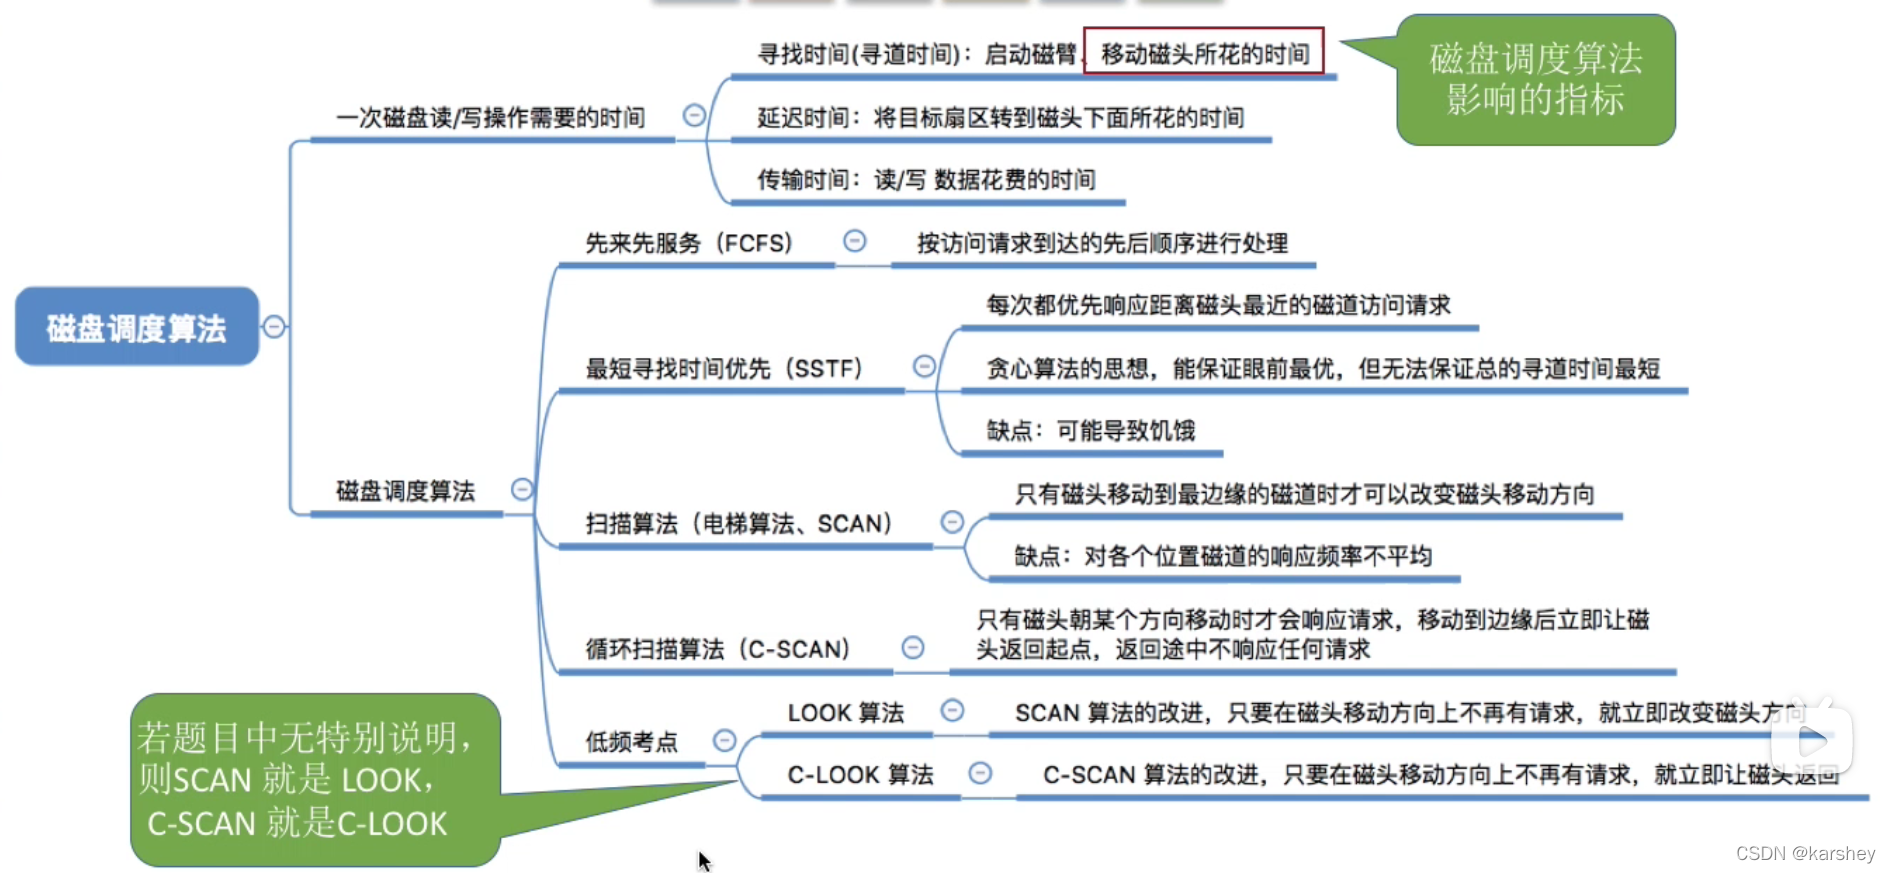 寻找时间(寻道时间)：启动磁臂、移动磁头所花的时间
磁盘调度算法
影响的指标
一次磁盘读/写操作需要的时间
延迟时间：将目标扇区转到磁头下面所花的时间
传输时间：读/写 数据花费的时间
先来先服务（FCFS）
按访问请求到达的先后顺序进行处理
磁盘调度算法
每次都优先响应距离磁头最近的磁道访问请求
最短寻找时间优先（SSTF）
贪心算法的思想，能保证眼前最优，但无法保证总的寻道时间最短
缺点：可能导致饥饿
磁盘调度算法
只有磁头移动到最边缘的磁道时才可以改变磁头移动方向
扫描算法（电梯算法、SCAN）
缺点：对各个位置磁道的响应频率不平均
循环扫描算法（C-SCAN）
只有磁头朝某个方向移动时才会响应请求，移动到边缘后立即让磁
头返回起点，返回途中不响应任何请求
低频考点
LOOK 算法
SCAN 算法的改进，只要在磁头移动方向上不再有请求，就立即改变磁头方向
C-LOOK 算法
C-SCAN 算法的改进，只要在磁头移动方向上不再有请求，就立即让磁头返回
若题目中无特别说明，
则SCAN 就是 LOOK，
C-SCAN 就是C-LOOK
CSDN @karshey